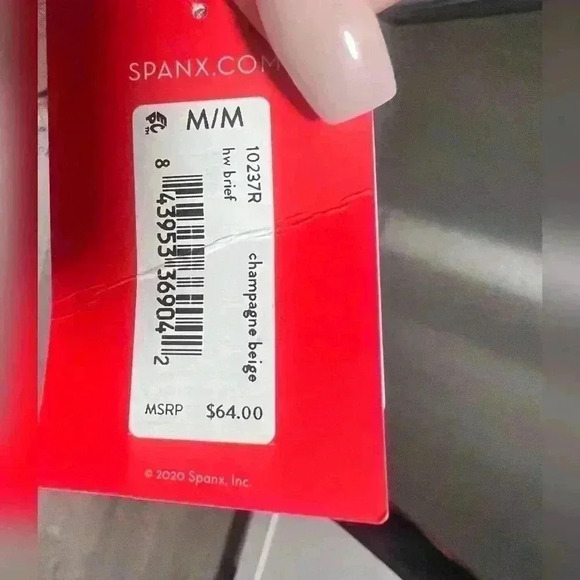 SPANX.COM
M/M
10237R
hw brief
champagne beige
8 43953 36904 2
MSRP $64.00
© 2020 Spanx, Inc.